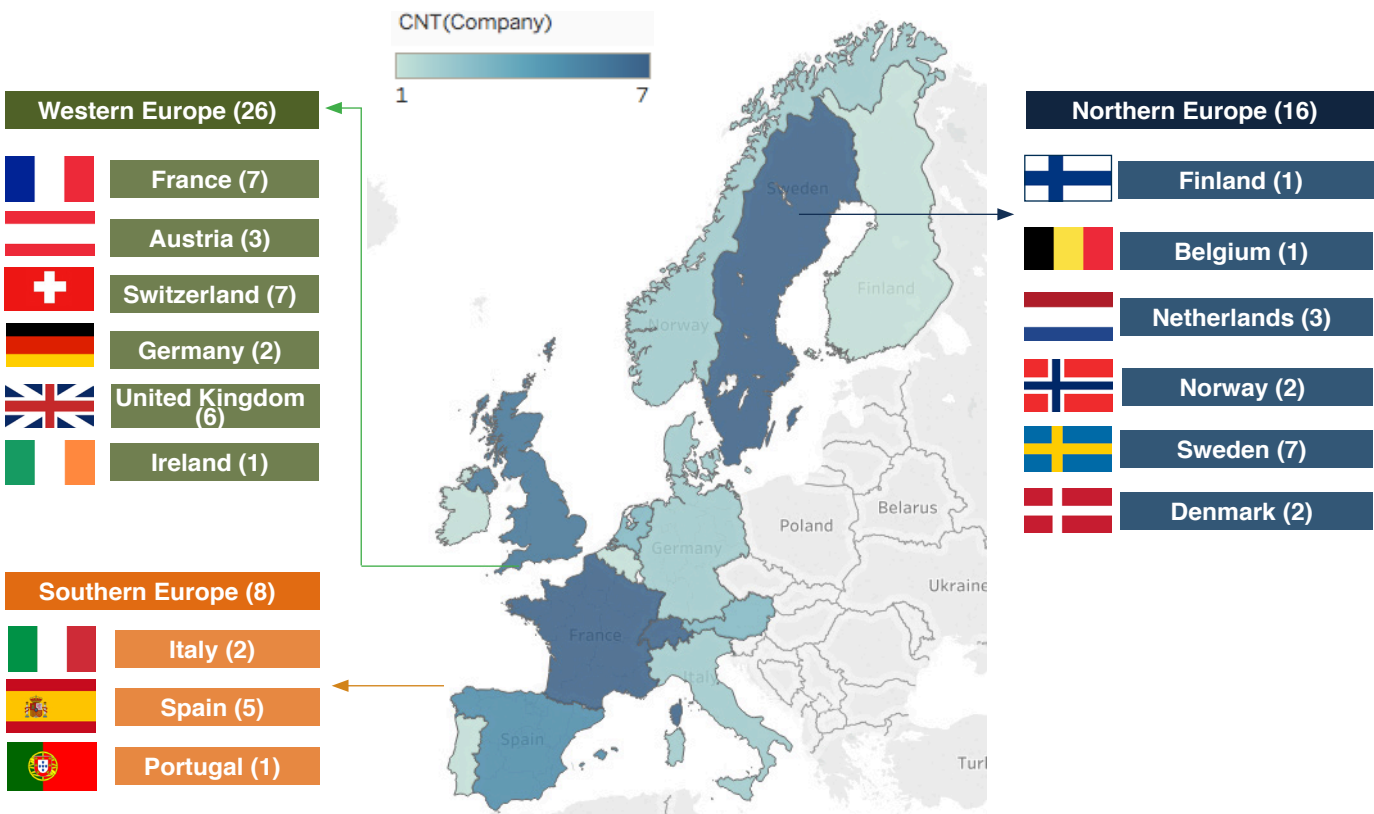 CNT(Company)
1 7
Western Europe (26)
France (7)
Austria (3)
Switzerland (7)
Germany (2)
United Kingdom
(6)
Ireland (1)
Southern Europe (8)
Italy (2)
Spain (5)
Portugal (1)
Sweden
Finland
Norway
Belarus
Poland
Germany
Ukraine
France
Italy
Spain
Turl
Northern Europe (16)
Finland (1)
Belgium (1)
Netherlands (3)
Norway (2)
Sweden (7)
Denmark (2)